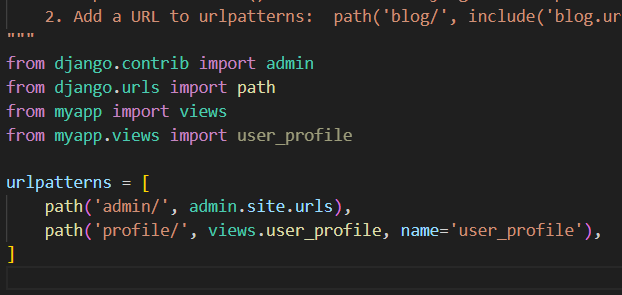 2. Add a URL to urlpatterns:  path('blog/', include('blog.ur
"""
from django.contrib import admin
from django.urls import path
from myapp import views
from myapp.views import user_profile
urlpatterns = [
    path('admin/', admin.site.urls),
    path('profile/', views.user_profile, name='user_profile'),
]